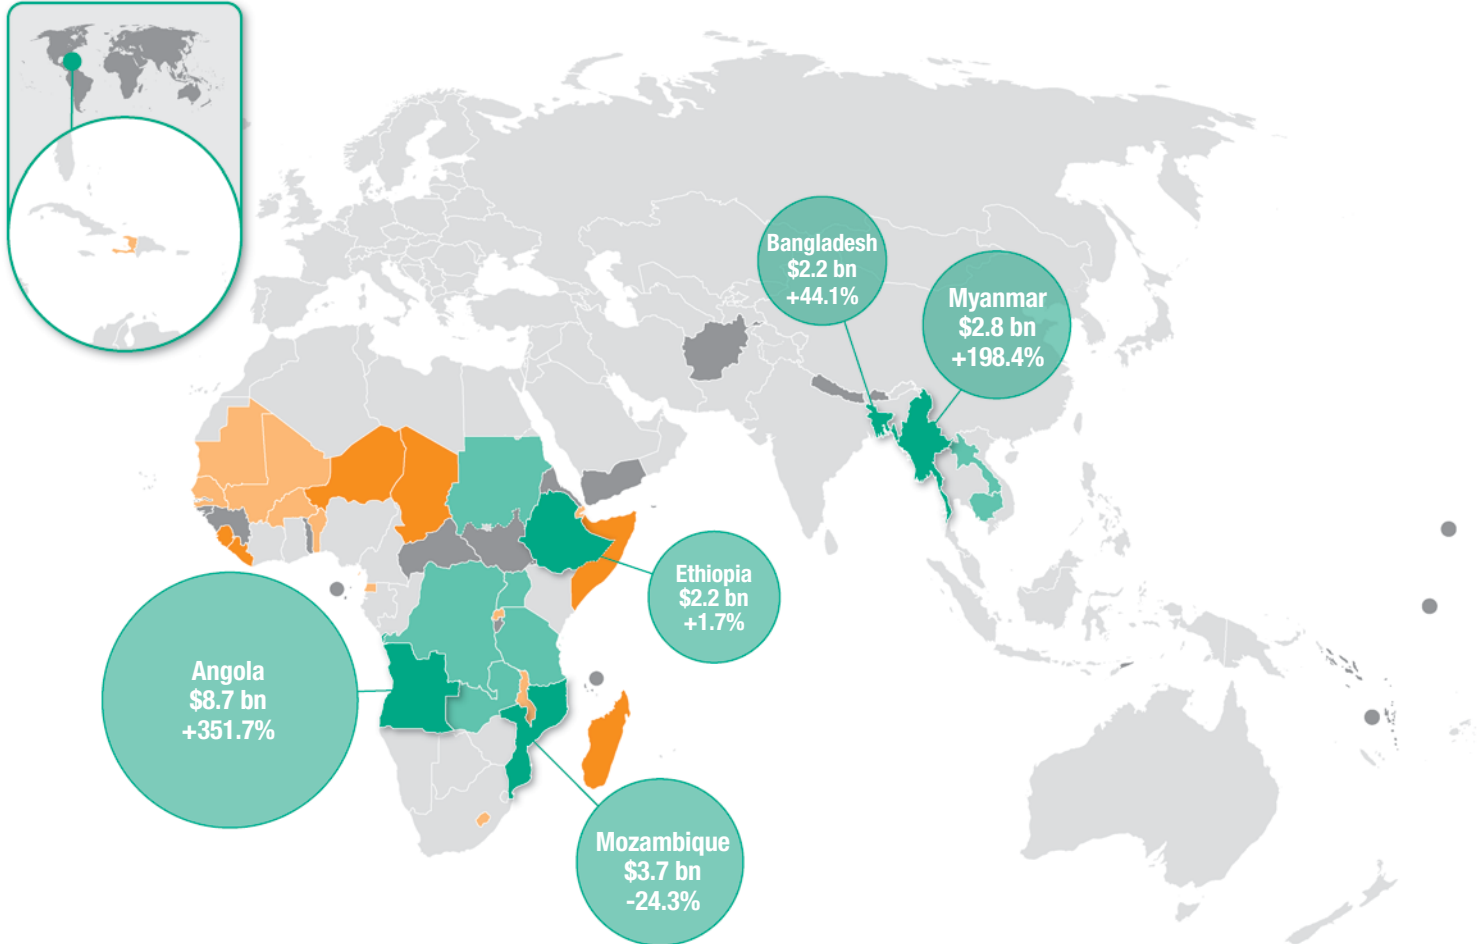 Bangladesh
$2.2 bn
+44.1%
Myanmar
$2.8 bn
+198.4%
Ethiopia
$2.2 bn
+1.7%
Angola
$8.7 bn
+351.7%
Mozambique
$3.7 bn
-24.3%